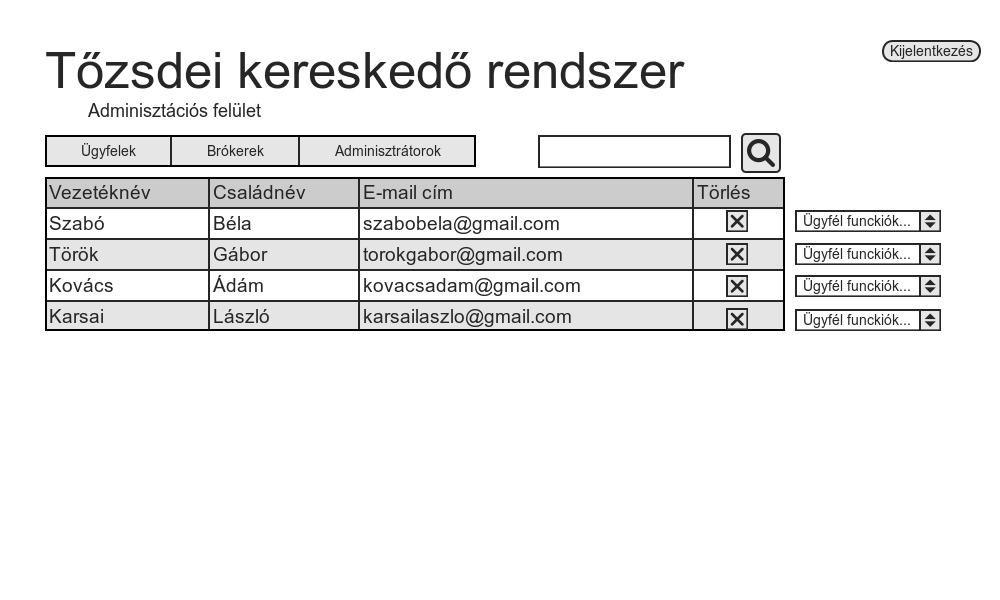 Tőzsdei kereskedő rendszer
Kijelentkezés
Adminisztációs felület
Ügyfelek Brókerek Adminisztrátorok
Vezetéknév Családnév E-mail cím Törlés
Szabó Béla szabobela@gmail.com Ügyfél funckiók...
Török Gábor torokgabor@gmail.com Ügyfél funckiók...
Kovács Ádám kovacsadam@gmail.com Ügyfél funckiók...
Karsai László karsailaszlo@gmail.com Ügyfél funckiók...